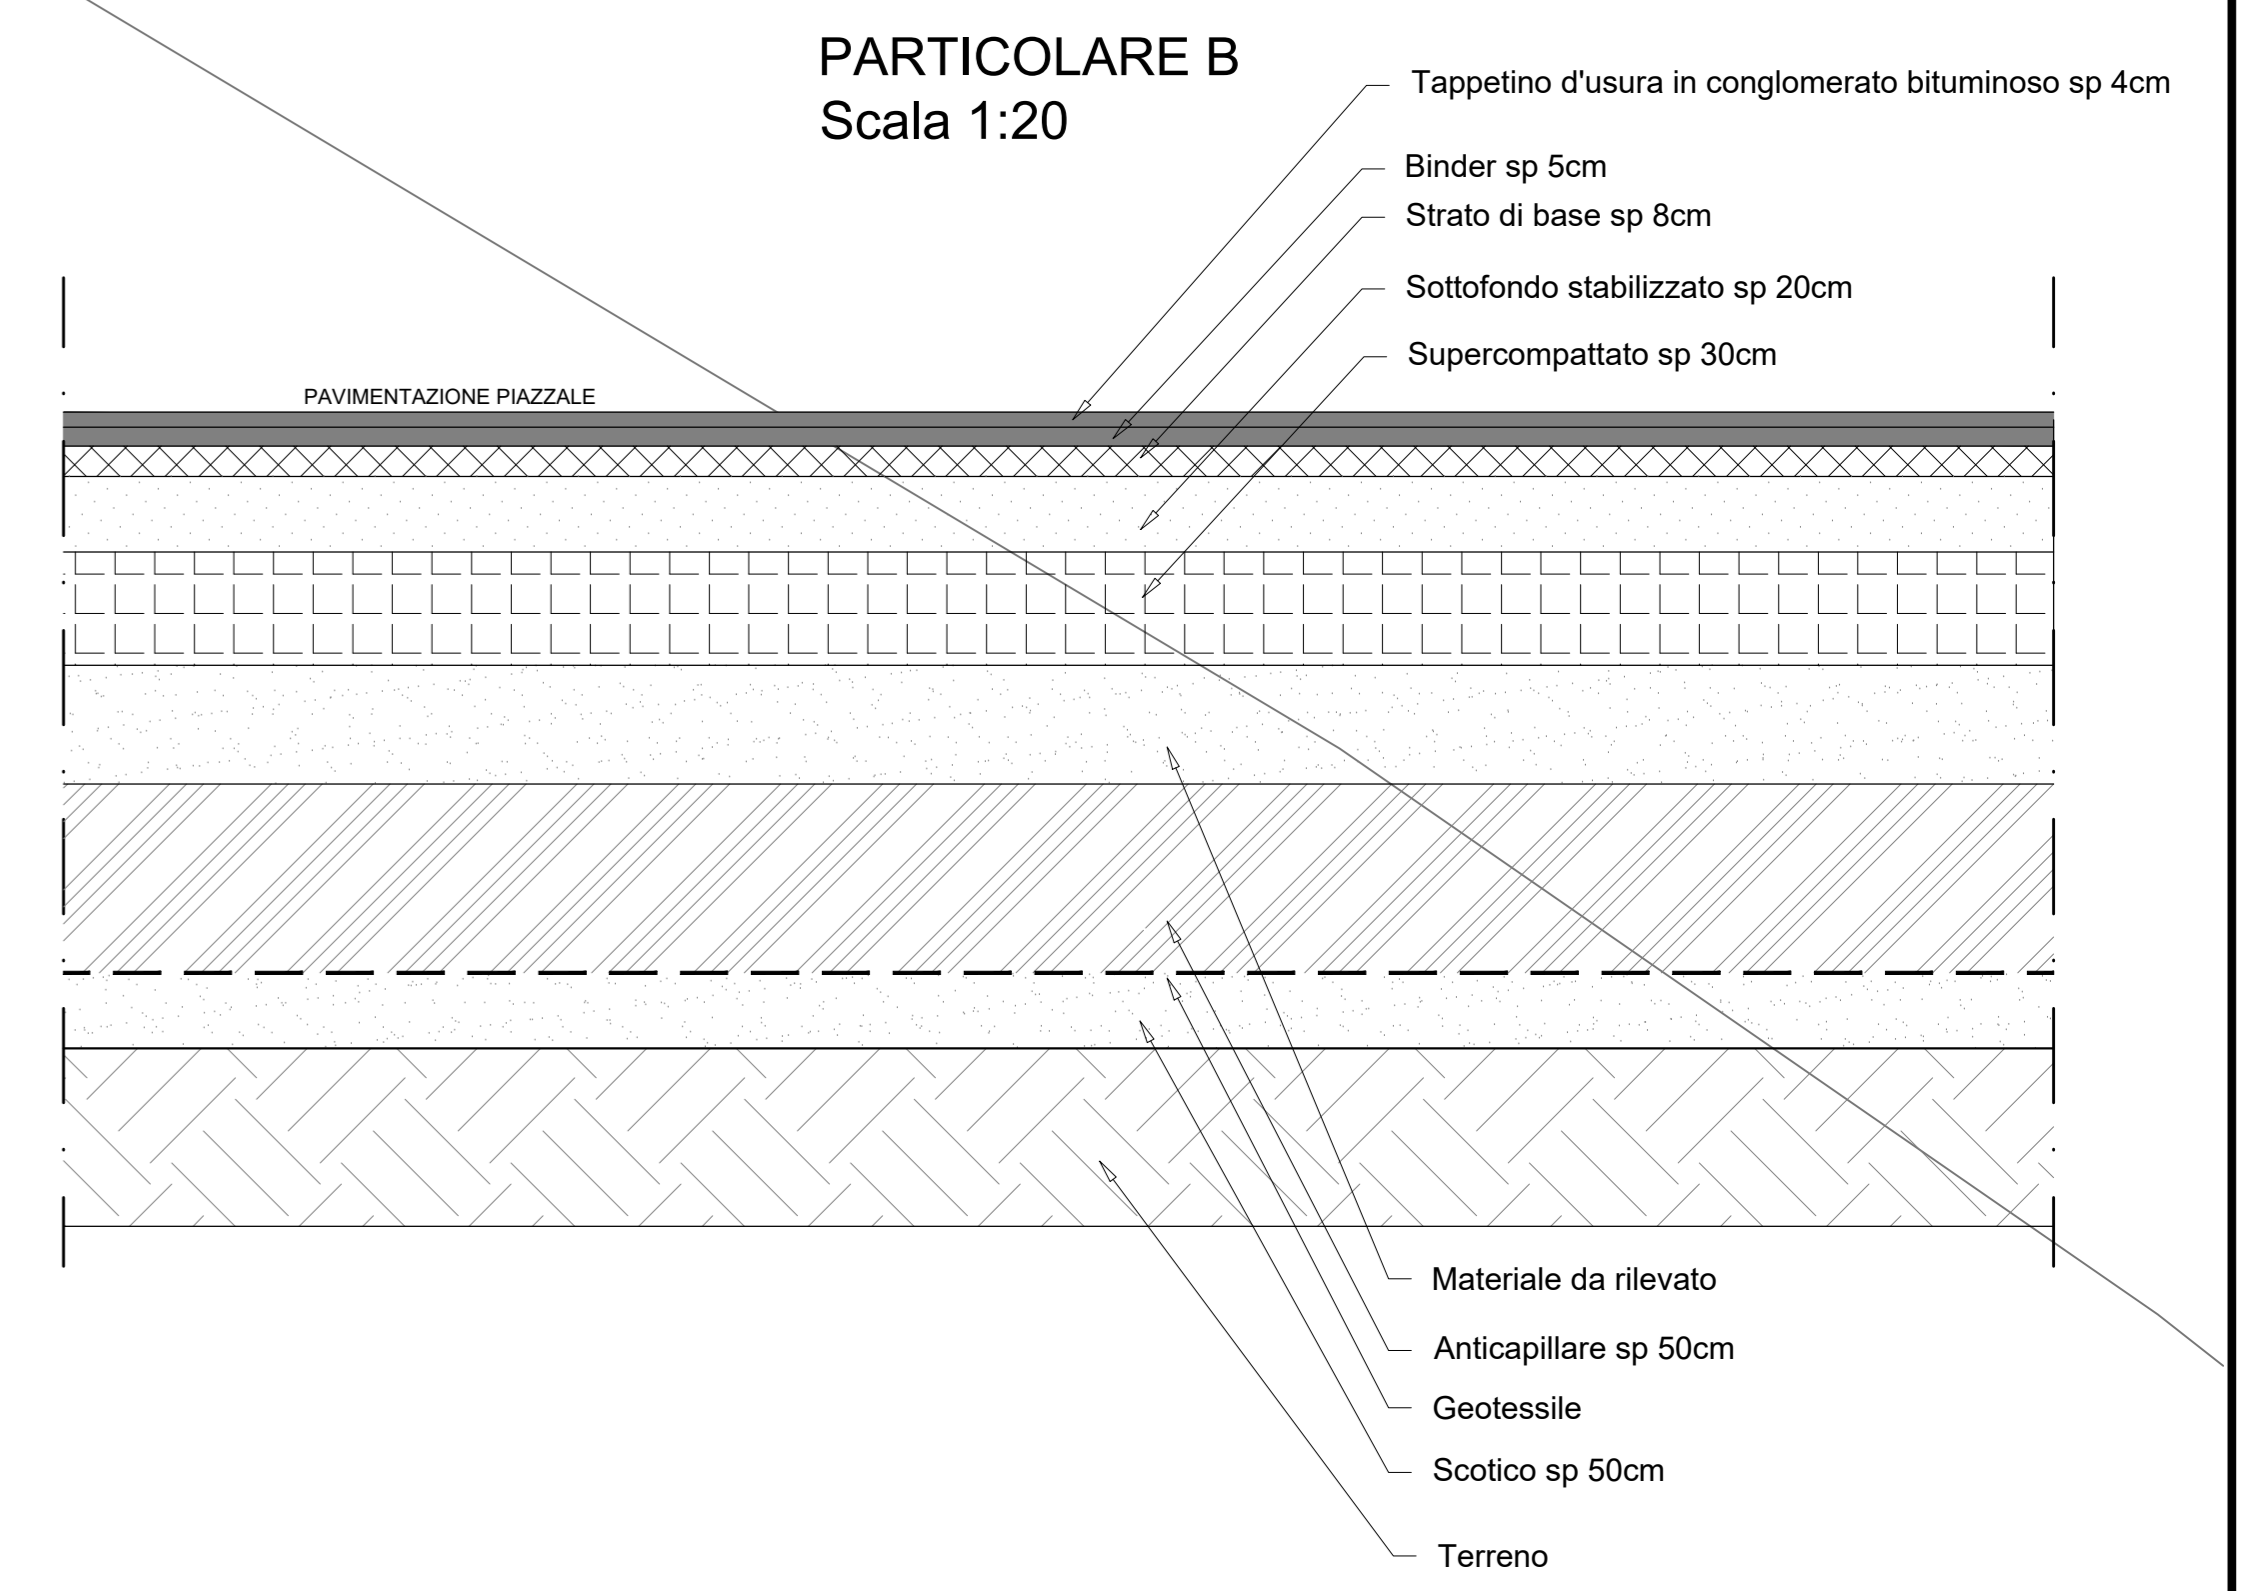 PARTICOLARE B
Scala 1:20
Tappetino d'usura in conglomerato bituminoso sp 4cm
Binder sp 5cm
Strato di base sp 8cm
Sottofondo stabilizzato sp 20cm
Supercompattato sp 30cm
PAVIMENTAZIONE PIAZZALE
Materiale da rilevato
Anticapillare sp 50cm
Geotessile
Scotico sp 50cm
Terreno